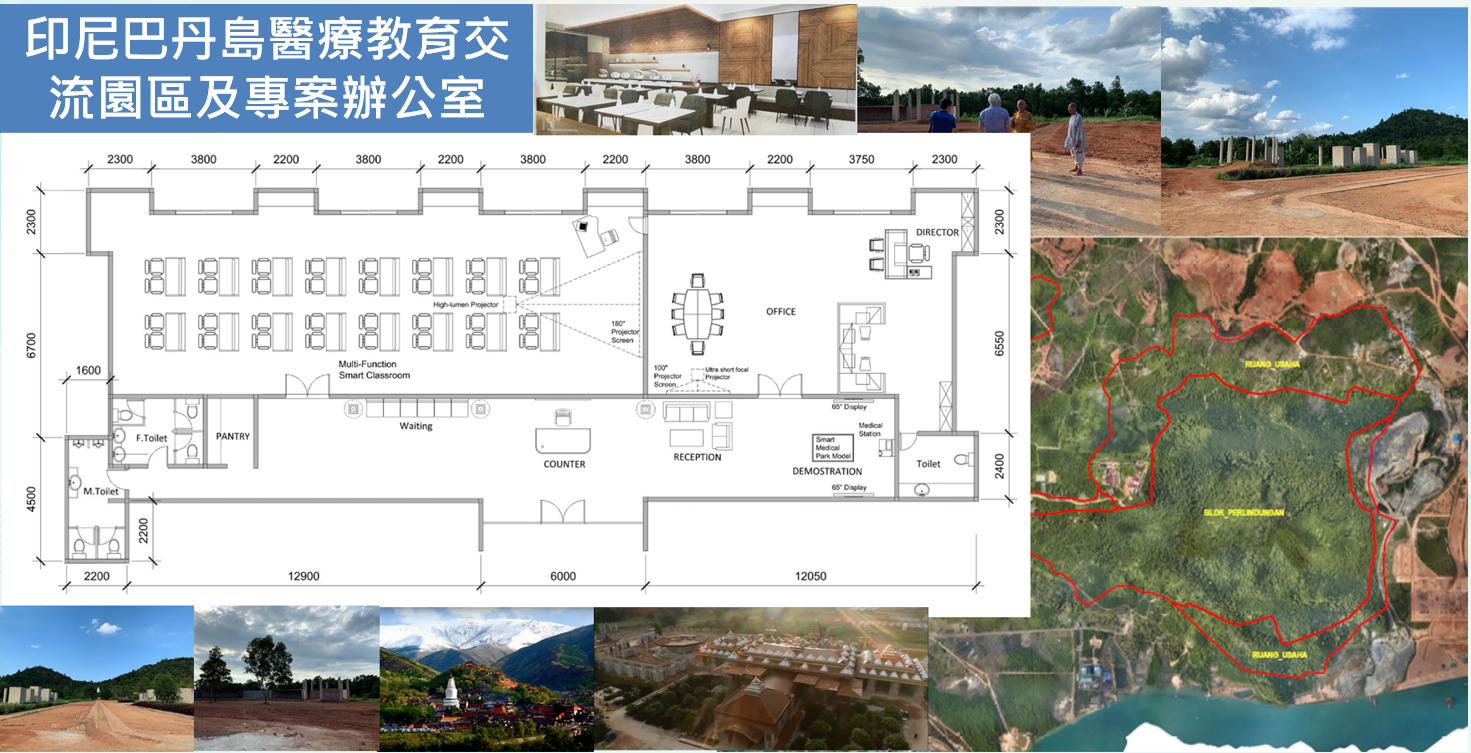 印尼巴丹島醫療教育交
流園區及專案辦公室
2300 3800 2200 3800 2200 3800 2200 3800 2200 3750 2300
2300
6700
1600
4500
2200
DIRECTOR
2300
6550
2400
High-lumen Projector
180"
Projector
Screen
Multi-Function
Smart Classroom
OFFICE
100"
Projector
Screen
Ultra short focal
Projector
F.Toilet
PANTRY
M.Toilet
Waiting
COUNTER
RECEPTION
65" Display
Medical
Station
Smart
Medical
Park Model
DEMOSTRATION
65" Display
Toilet
2200 12900 6000 12050
RUANG_USAHA
BLOK_PERLINDUNGAN
RUANG_USAHA